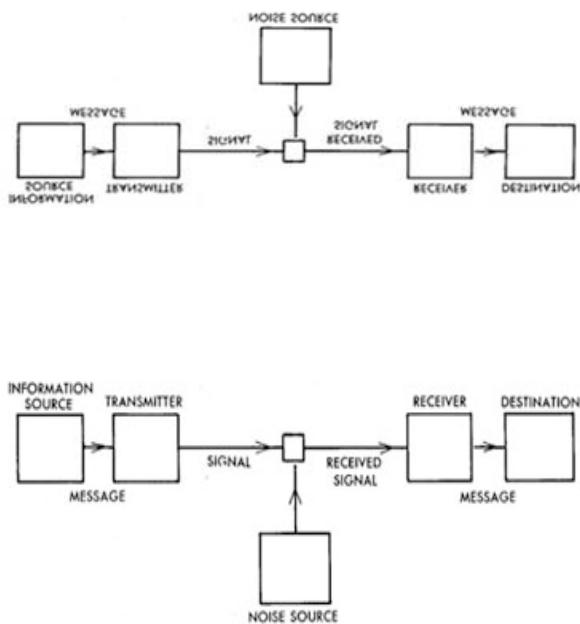 NOISE SOURCE
MESSAGE
SIGNAL
RECEIVED
SIGNAL
MESSAGE
INFORMATION
SOURCE
TRANSMITTER
RECEIVER
DESTINATION
INFORMATION
SOURCE
TRANSMITTER
RECEIVER
DESTINATION
SIGNAL
RECEIVED
SIGNAL
MESSAGE
MESSAGE
NOISE SOURCE